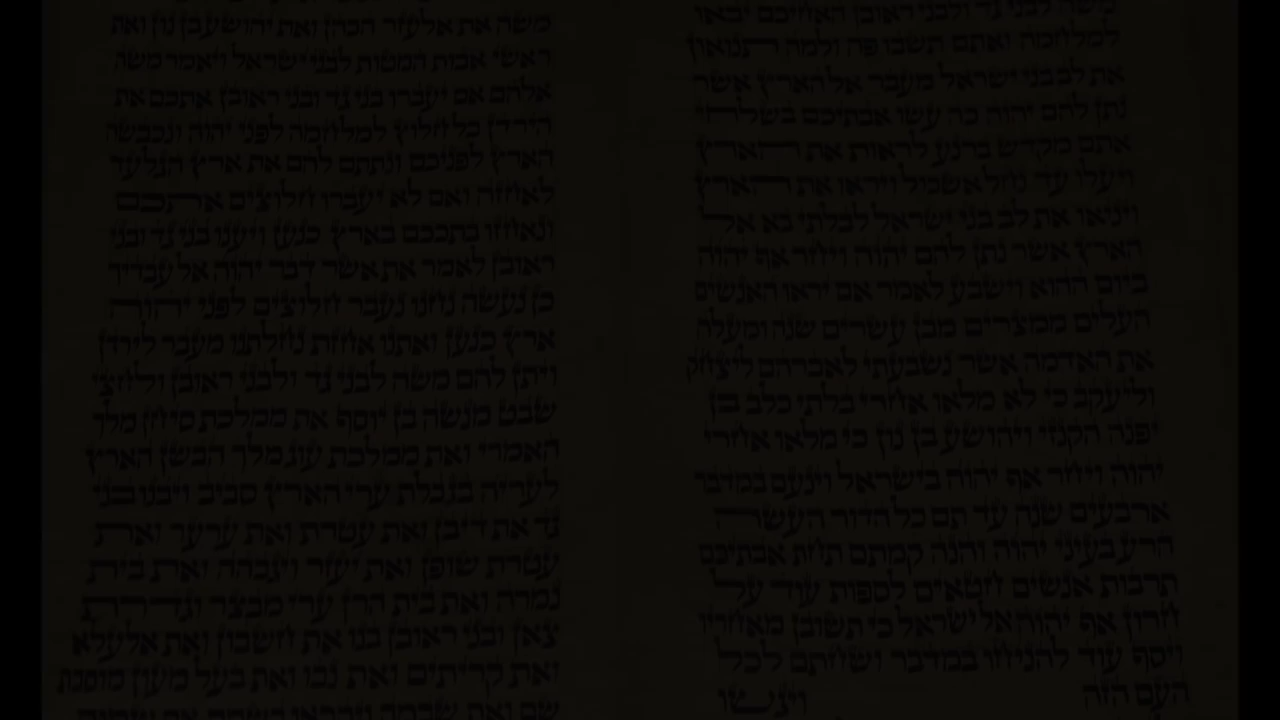 משה לבני גד ולבני ראובן האחיכם יבאו
למלחמה ואתם תשבו פה ולמה תנואון
את לב בני ישראל מעבר אל הארץ אשר
נתן להם יהוה כה עשו אבתיכם בשלחי
אתם מקדש ברנע לראות את הארץ
ויעלו עד נחל אשכול ויראו את הארץ
ויניאו את לב בני ישראל לבלתי בא אל
הארץ אשר נתן להם יהוה ויחר אף יהוה
ביום ההוא וישבע לאמר אם יראו האנשים
העלים ממצרים מבן עשרים שנה ומעלה
את האדמה אשר נשבעתי לאברהם ליצחק
וליעקב כי לא מלאו אחרי בלתי כלב בן
יפנה הקנזי ויהושע בן נון כי מלאו אחרי
יהוה ויחר אף יהוה בישראל וינעם במדבר
ארבעים שנה עד תם כל הדור העשה
הרע בעיני יהוה והנה קמתם תחת אבתיכם
תרבות אנשים חטאים לספות עוד על
חרון אף יהוה אל ישראל כי תשובן מאחריו
ויסף עוד להניחו במדבר ושחתם לכל
העם הזה ויגשו
משה את אלעזר הכהן ואת יהושע בן נון ואת
ראשי אבות המטות לבני ישראל ויאמר משה
אלהם אם יעברו בני גד ובני ראובן אתכם את
הירדן כל חלוץ למלחמה לפני יהוה ונכבשה
הארץ לפניכם ונתתם להם את ארץ הגלעד
לאחזה ואם לא יעברו חלוצים אתכם
ונאחזו בתככם בארץ כנען ויענו בני גד ובני
ראובן לאמר את אשר דבר יהוה אל עבדיך
כן נעשה נחנו נעבר חלוצים לפני יהוה
ארץ כנען ואתנו אחזת נחלתנו מעבר לירדן
ויתן להם משה לבני גד ולבני ראובן ולחצי
שבט מנשה בן יוסף את ממלכת סיחן מלך
האמרי ואת ממלכת עוג מלך הבשן הארץ
לעריה בגבלת ערי הארץ סביב ויבנו בני
גד את דיבן ואת עטרת ואת ערער ואת
עטרת שופן ואת יעזר ויגבהה ואת בית
נמרה ואת בית הרן ערי מבצר וגדרת
צאן ובני ראובן בנו את חשבון ואת אלעלא
ואת קריתים ואת נבו ואת בעל מעון מוסבת
שם ואת שבמה ויקראו בשמת את שמות